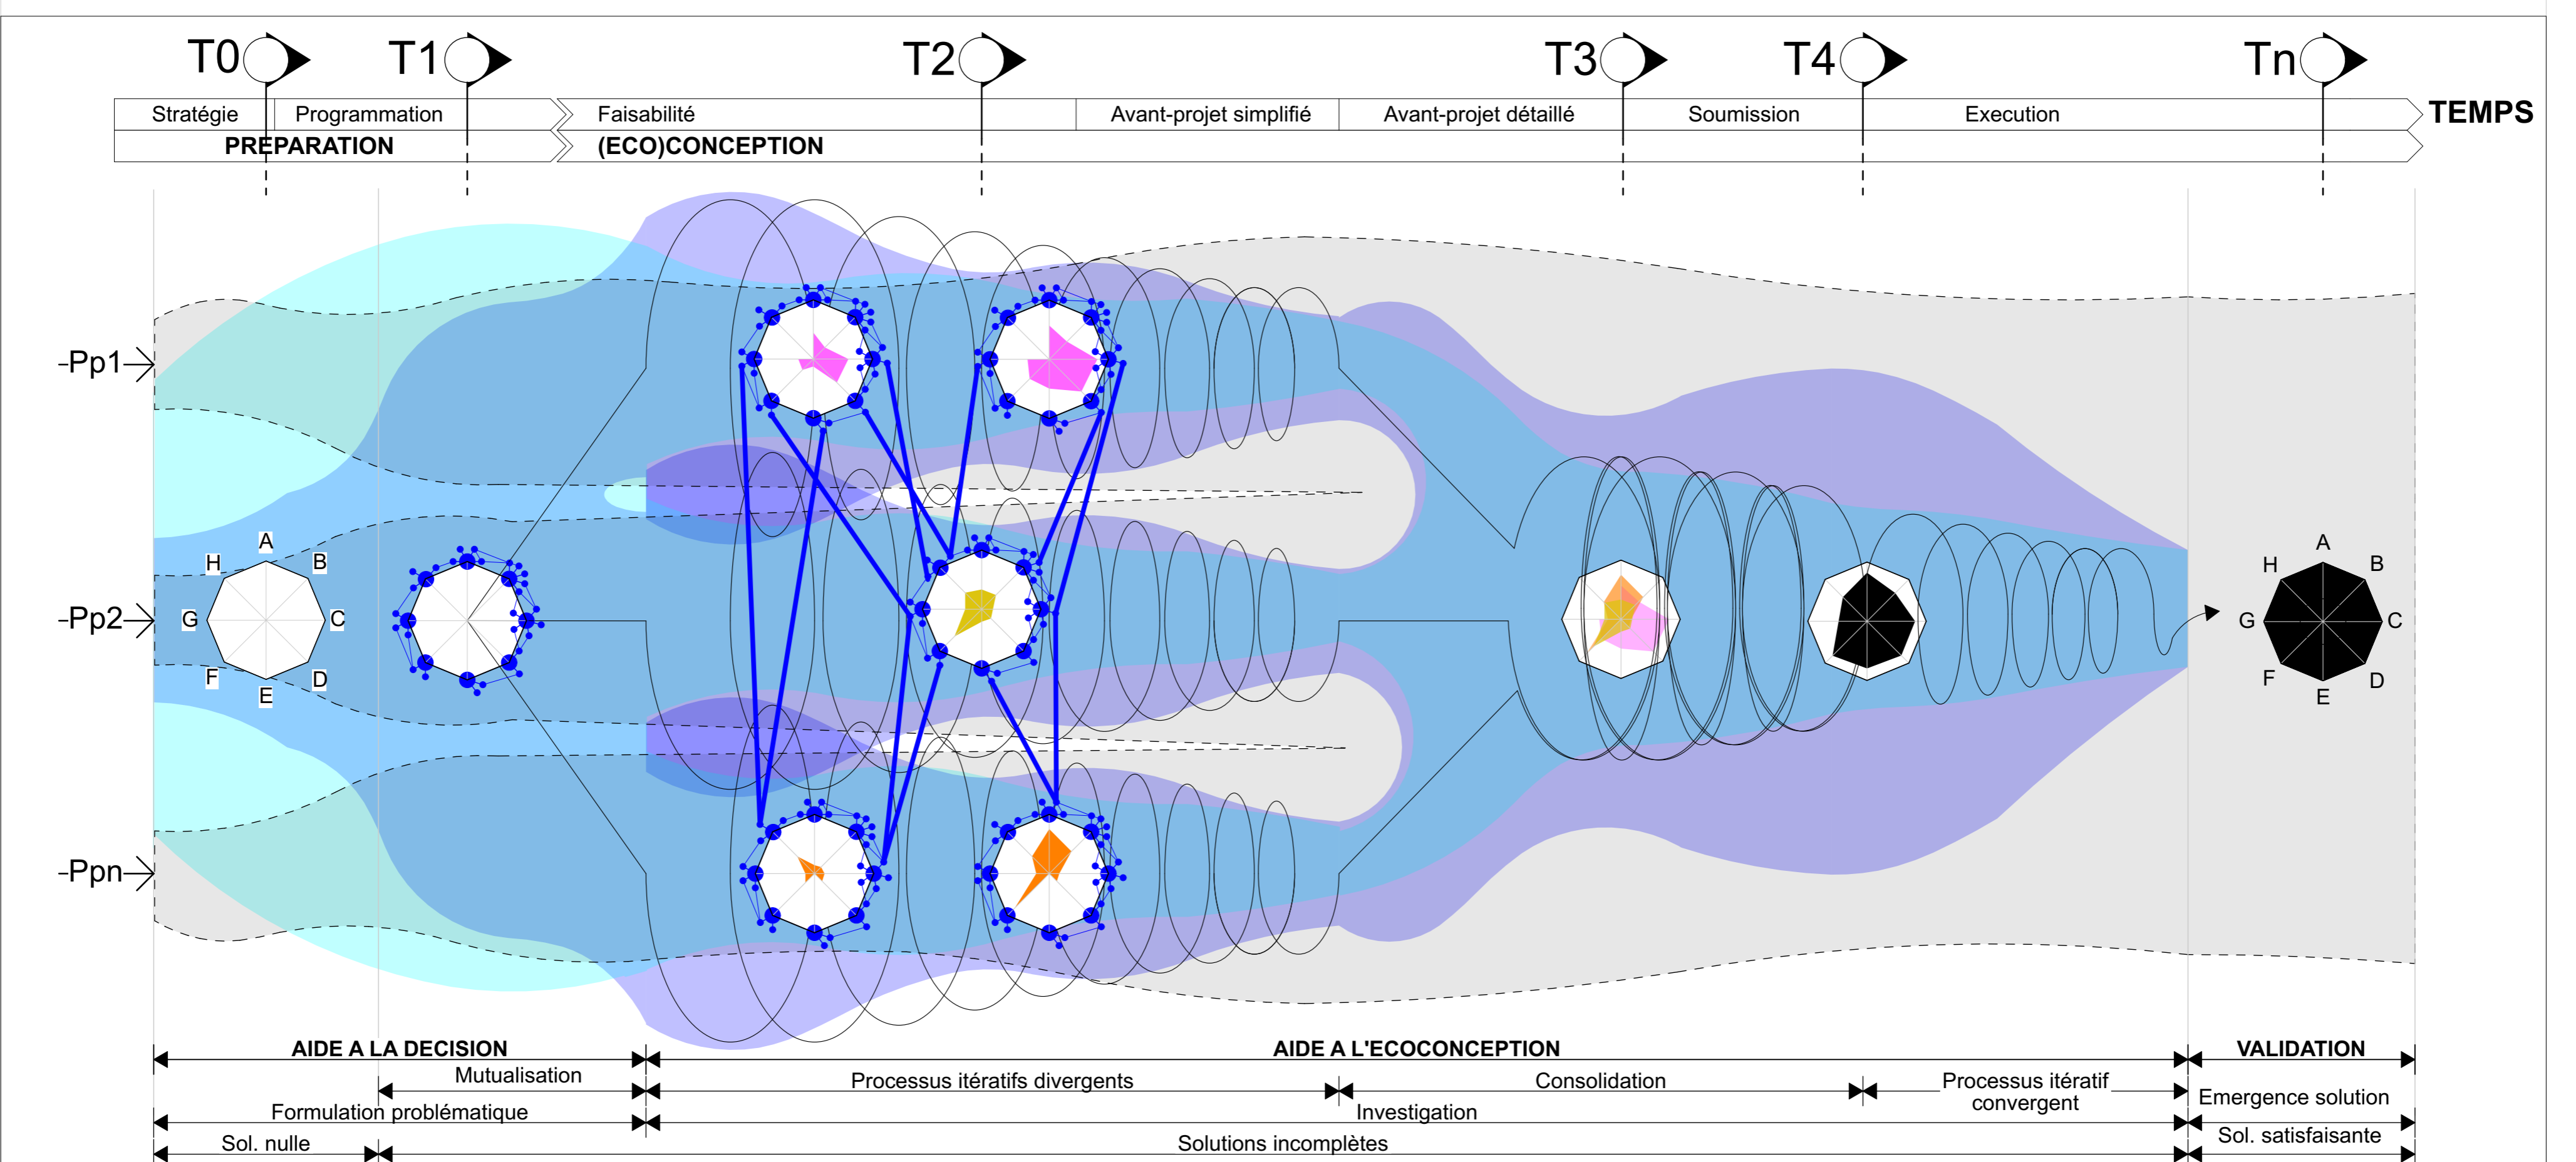 T0
T1
T2
T3
T4
Tn
Stratégie
Programmation
Faisabilité
Avant-projet simplifié
Avant-projet détaillé
Soumission
Execution
TEMPS
PREPARATION
(ECO)CONCEPTION
-Pp1
-Pp2
-Ppn
A
B
C
D
E
F
G
H
A
B
C
D
E
F
G
H
AIDE A LA DECISION
AIDE A L'ECOCONCEPTION
VALIDATION
Mutualisation
Processus itératifs divergents
Consolidation
Processus itératif
convergent
Emergence solution
Formulation problématique
Investigation
Sol. nulle
Solutions incomplètes
Sol. satisfaisante